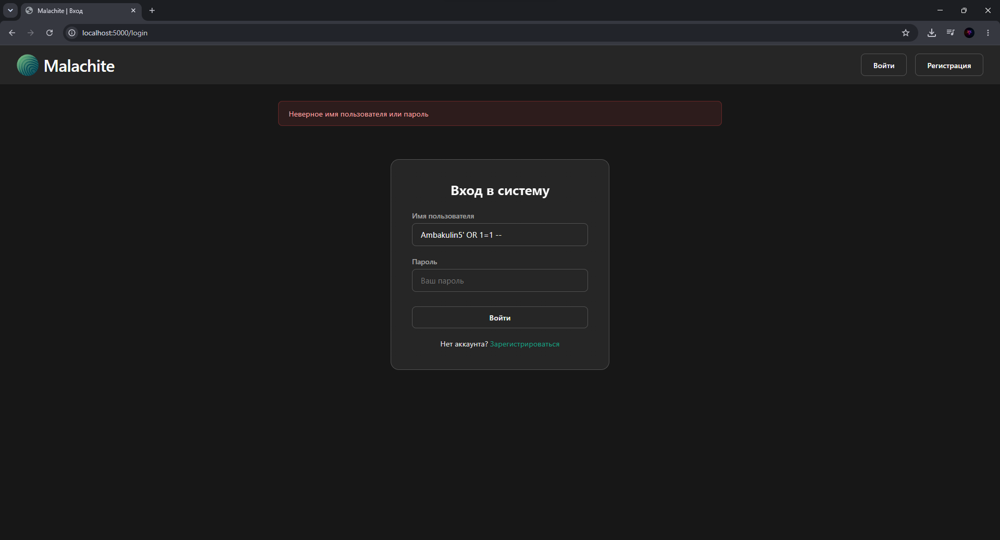 Malachite | Вход
localhost:5000/login
Malachite
Войти
Регистрация
Неверное имя пользователя или пароль
Вход в систему
Имя пользователя
Ambakulin5' OR 1=1 --
Пароль
Ваш пароль
Войти
Нет аккаунта? Зарегистрироваться